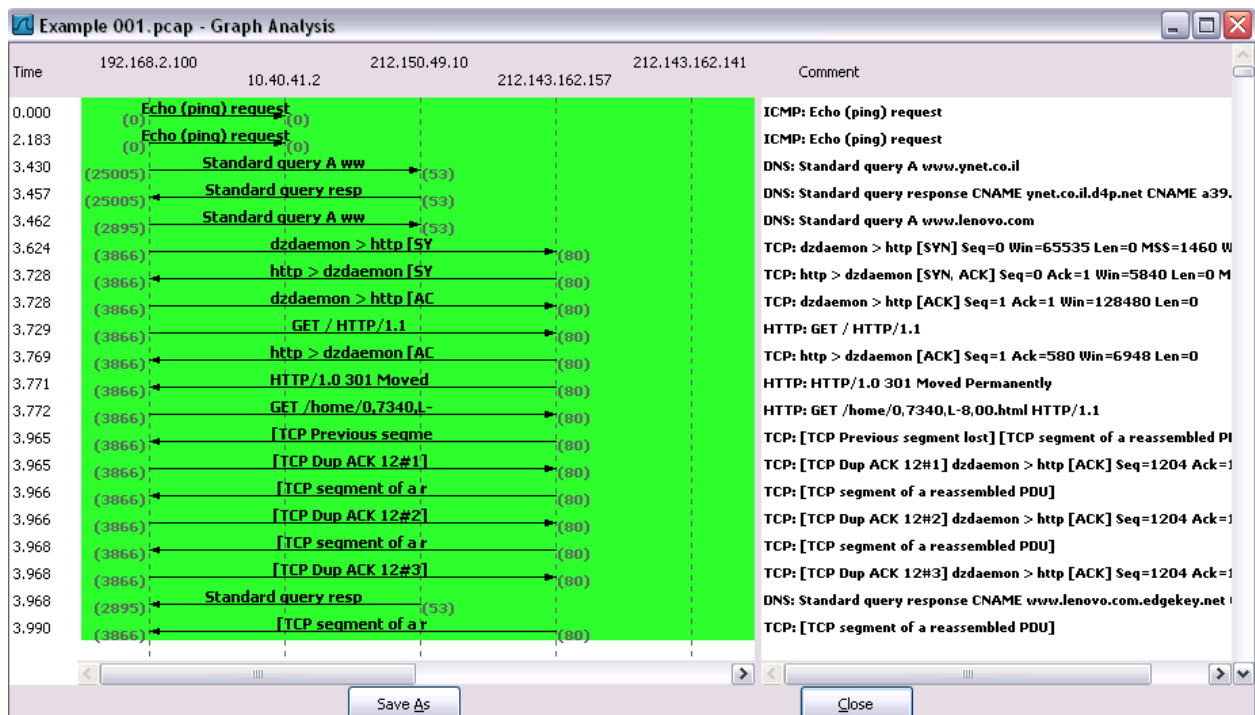 Example 001.pcap - Graph Analysis
Time 192.168.2.100 10.40.41.2 212.150.49.10 212.143.162.157 212.143.162.141 Comment
0.000 Echo (ping) request (0) (0) ICMP: Echo (ping) request
2.183 Echo (ping) request (0) (0) ICMP: Echo (ping) request
3.430 Standard query A ww (25005) (53) DNS: Standard query A www.ynet.co.il
3.457 Standard query resp (25005) (53) DNS: Standard query response CNAME ynet.co.il.d4p.net CNAME a39.
3.462 Standard query A ww (2895) (53) DNS: Standard query A www.lenovo.com
3.624 dzdaemon > http [SY (3866) (80) TCP: dzdaemon > http [SYN] Seq=0 Win=65535 Len=0 MSS=1460 W
3.728 http > dzdaemon [SY (3866) (80) TCP: http > dzdaemon [SYN, ACK] Seq=0 Ack=1 Win=5840 Len=0 M
3.728 dzdaemon > http [AC (3866) (80) TCP: dzdaemon > http [ACK] Seq=1 Ack=1 Win=128480 Len=0
3.729 GET / HTTP/1.1 (3866) (80) HTTP: GET / HTTP/1.1
3.769 http > dzdaemon [AC (3866) (80) TCP: http > dzdaemon [ACK] Seq=1 Ack=580 Win=6948 Len=0
3.771 HTTP/1.0 301 Moved (3866) (80) HTTP: HTTP/1.0 301 Moved Permanently
3.772 GET /home/0,7340,L- (3866) (80) HTTP: GET /home/0,7340,L-8,00.html HTTP/1.1
3.965 [TCP Previous segme (3866) (80) TCP: [TCP Previous segment lost] [TCP segment of a reassembled PD
3.965 [TCP Dup ACK 12#1] (3866) (80) TCP: [TCP Dup ACK 12#1] dzdaemon > http [ACK] Seq=1204 Ack=1
3.966 [TCP segment of a r (3866) (80) TCP: [TCP segment of a reassembled PDU]
3.966 [TCP Dup ACK 12#2] (3866) (80) TCP: [TCP Dup ACK 12#2] dzdaemon > http [ACK] Seq=1204 Ack=1
3.968 [TCP segment of a r (3866) (80) TCP: [TCP segment of a reassembled PDU]
3.968 [TCP Dup ACK 12#3] (3866) (80) TCP: [TCP Dup ACK 12#3] dzdaemon > http [ACK] Seq=1204 Ack=1
3.968 Standard query resp (2895) (53) DNS: Standard query response CNAME www.lenovo.com.edgekey.net
3.990 [TCP segment of a r (3866) (80) TCP: [TCP segment of a reassembled PDU]
Save As Close